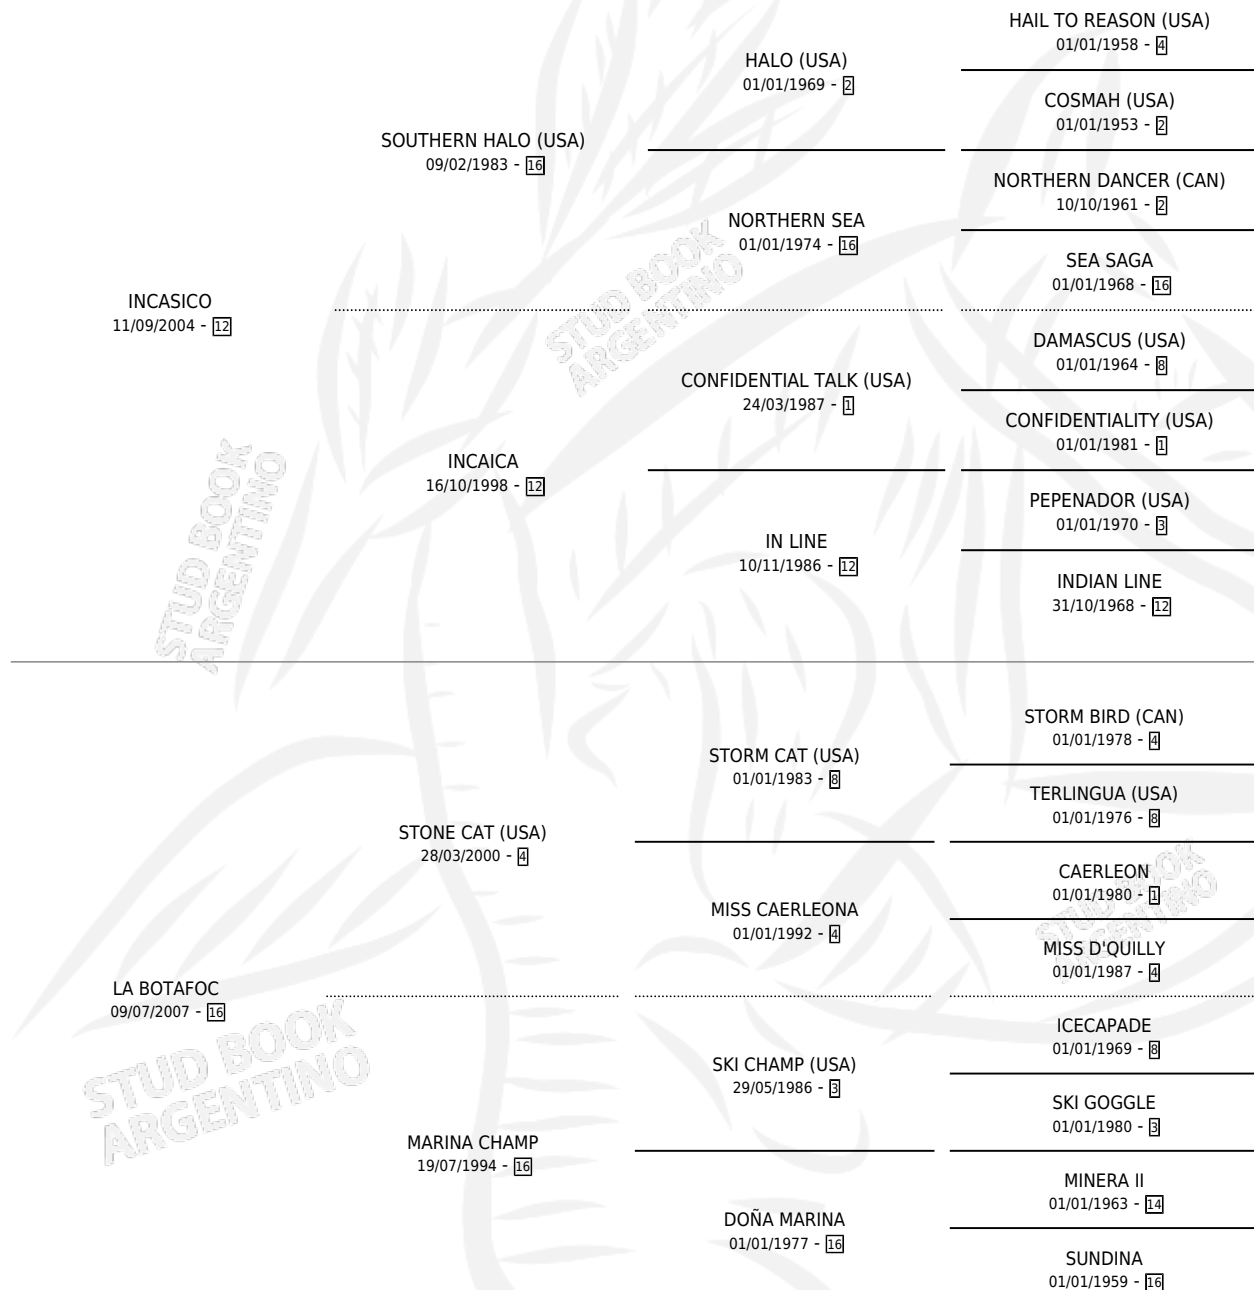 HAIL TO REASON (USA)
01/01/1958 - 4
HALO (USA)
01/01/1969 - 2
COSMAH (USA)
01/01/1953 - 2
SOUTHERN HALO (USA)
09/02/1983 - 16
NORTHERN DANCER (CAN)
10/10/1961 - 2
NORTHERN SEA
01/01/1974 - 16
SEA SAGA
01/01/1968 - 16
INCASICO
11/09/2004 - 12
STUD BOOK
ARGENTINO
DAMASCUS (USA)
01/01/1964 - 8
CONFIDENTIAL TALK (USA)
24/03/1987 - 1
CONFIDENTIALITY (USA)
01/01/1981 - 1
INCAICA
16/10/1998 - 12
PEPENADOR (USA)
01/01/1970 - 3
IN LINE
10/11/1986 - 12
INDIAN LINE
31/10/1968 - 12
STUD BOOK
ARGENTINO
STORM BIRD (CAN)
01/01/1978 - 4
STORM CAT (USA)
01/01/1983 - 8
TERLINGUA (USA)
01/01/1976 - 8
STONE CAT (USA)
28/03/2000 - 4
CAERLEON
01/01/1980 - 1
MISS CAERLEONA
01/01/1992 - 4
STUD BOOK
ARGENTINO
MISS D'QUILLY
01/01/1987 - 4
LA BOTAFOC
09/07/2007 - 16
STUD BOOK
ARGENTINO
ICECAPADE
01/01/1969 - 8
SKI CHAMP (USA)
29/05/1986 - 3
SKI GOGGLE
01/01/1980 - 3
MARINA CHAMP
19/07/1994 - 16
MINERA II
01/01/1963 - 14
DOÑA MARINA
01/01/1977 - 16
SUNDINA
01/01/1959 - 16